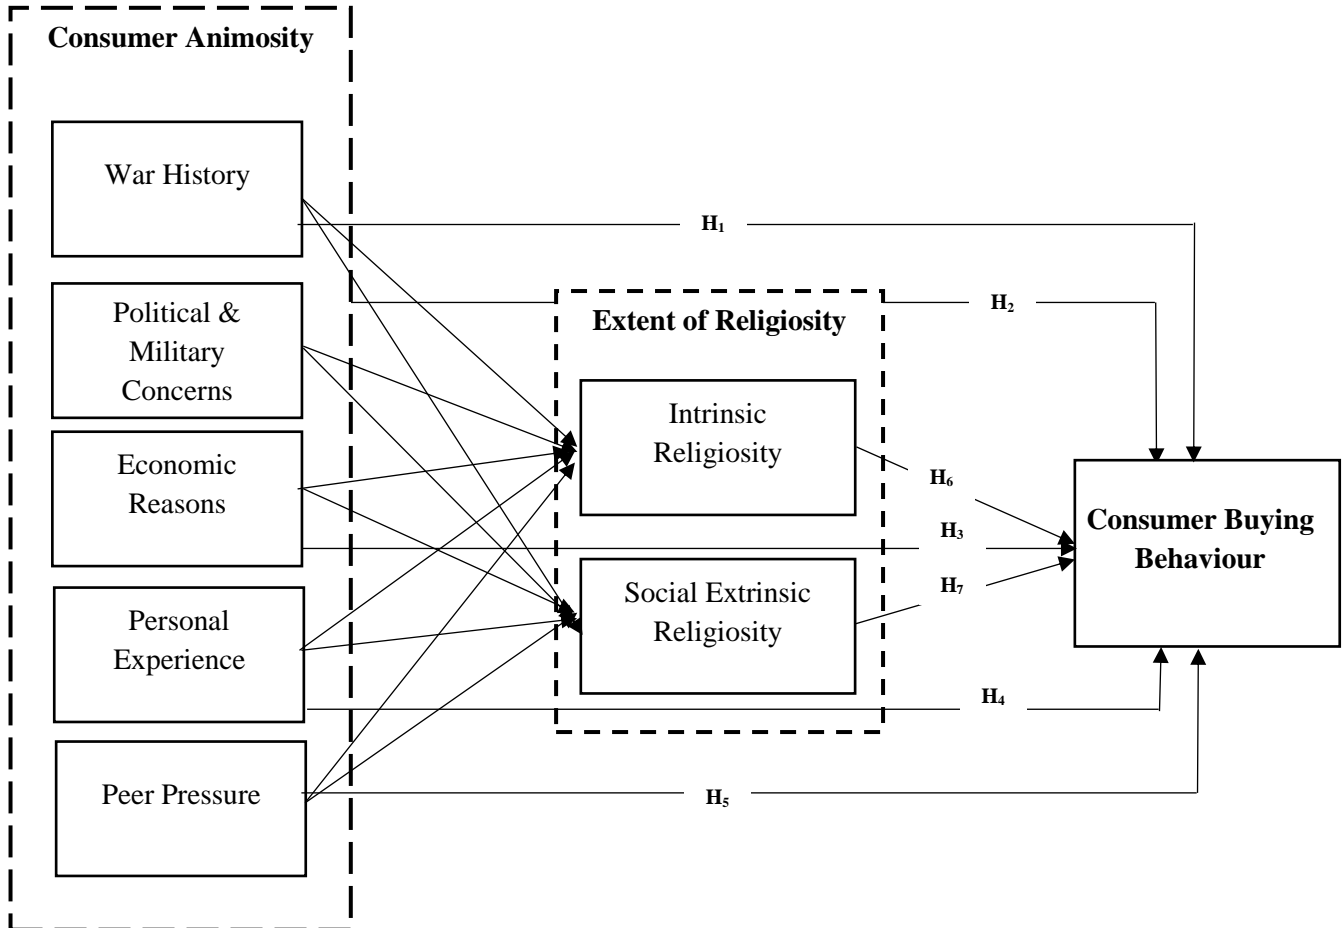 Consumer Animosity
War History
H₁
Political &
Military
Concerns
H₂
Extent of Religiosity
Intrinsic
Religiosity
Economic
Reasons
H₆
H₃
Consumer Buying
Behaviour
H₇
Social Extrinsic
Religiosity
Personal
Experience
H₄
Peer Pressure
H₅